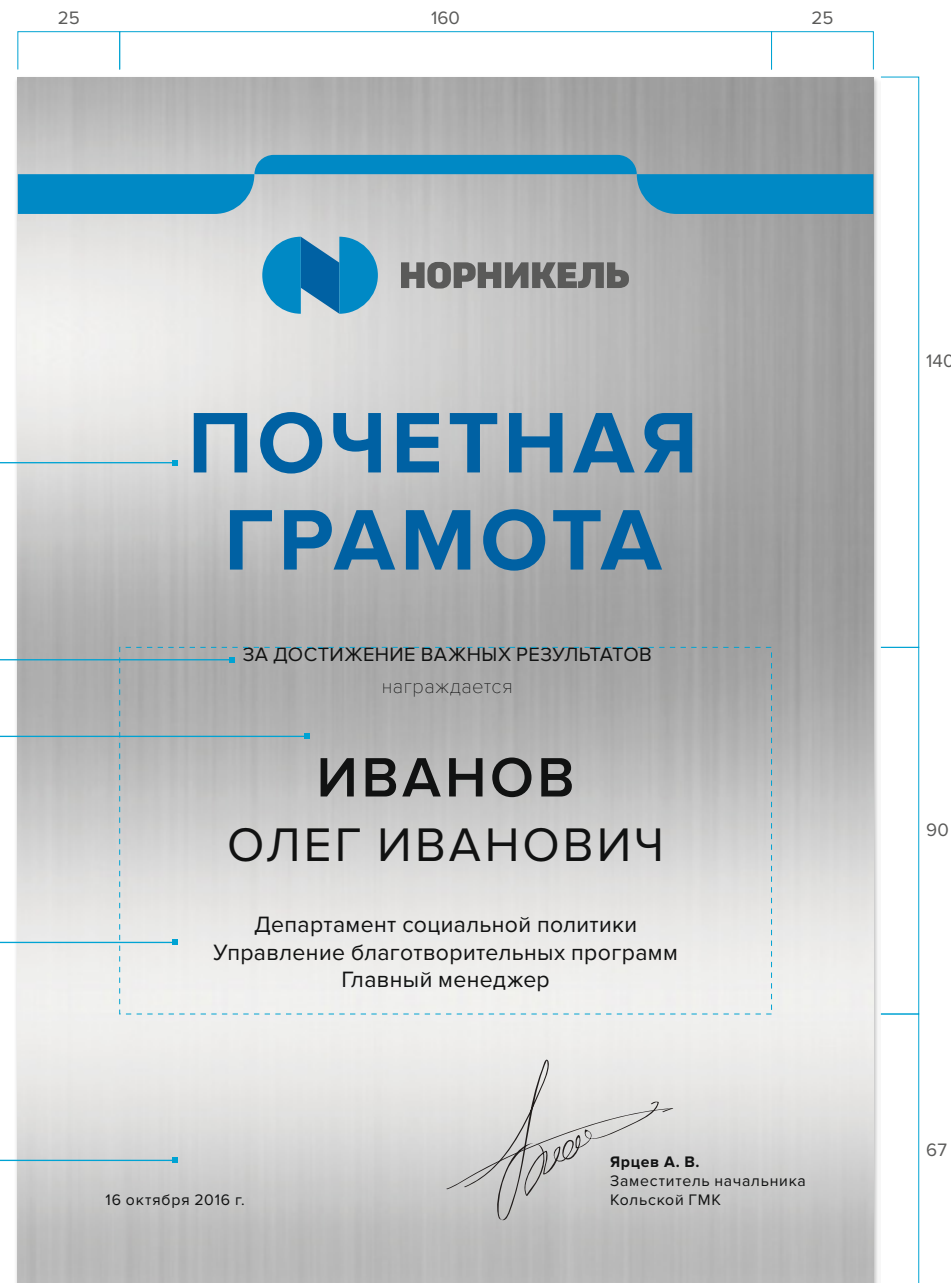 25 160 25
НОРНИКЕЛЬ
140
ПОЧЕТНАЯ
ГРАМОТА
ЗА ДОСТИЖЕНИЕ ВАЖНЫХ РЕЗУЛЬТАТОВ
награждается
ИВАНОВ
ОЛЕГ ИВАНОВИЧ
90
Департамент социальной политики
Управление благотворительных программ
Главный менеджер
67
Ярцев А. В.
Заместитель начальника
Кольской ГМК
16 октября 2016 г.